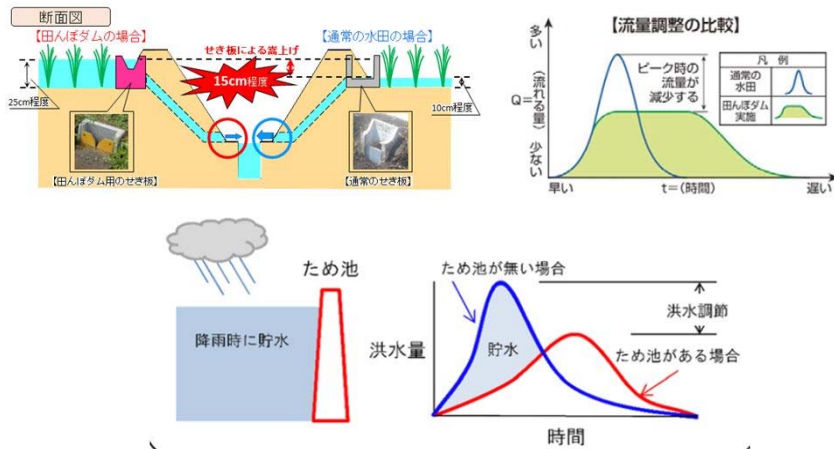 断面図
【田んぼダムの場合】
【通常の水田の場合】
せき板による嵩上げ
15cm程度
25cm程度
10cm程度
【田んぼダム用のせき板】
【通常のせき板】
【流量調整の比較】
多い
Q=(流れる量)
少ない
ピーク時の
流量が
減少する
凡 例
通常の
水田
田んぼダム
実施
早い
t=(時間)
遅い
ため池
降雨時に貯水
ため池が無い場合
洪水量
貯水
洪水調節
ため池がある場合
時間